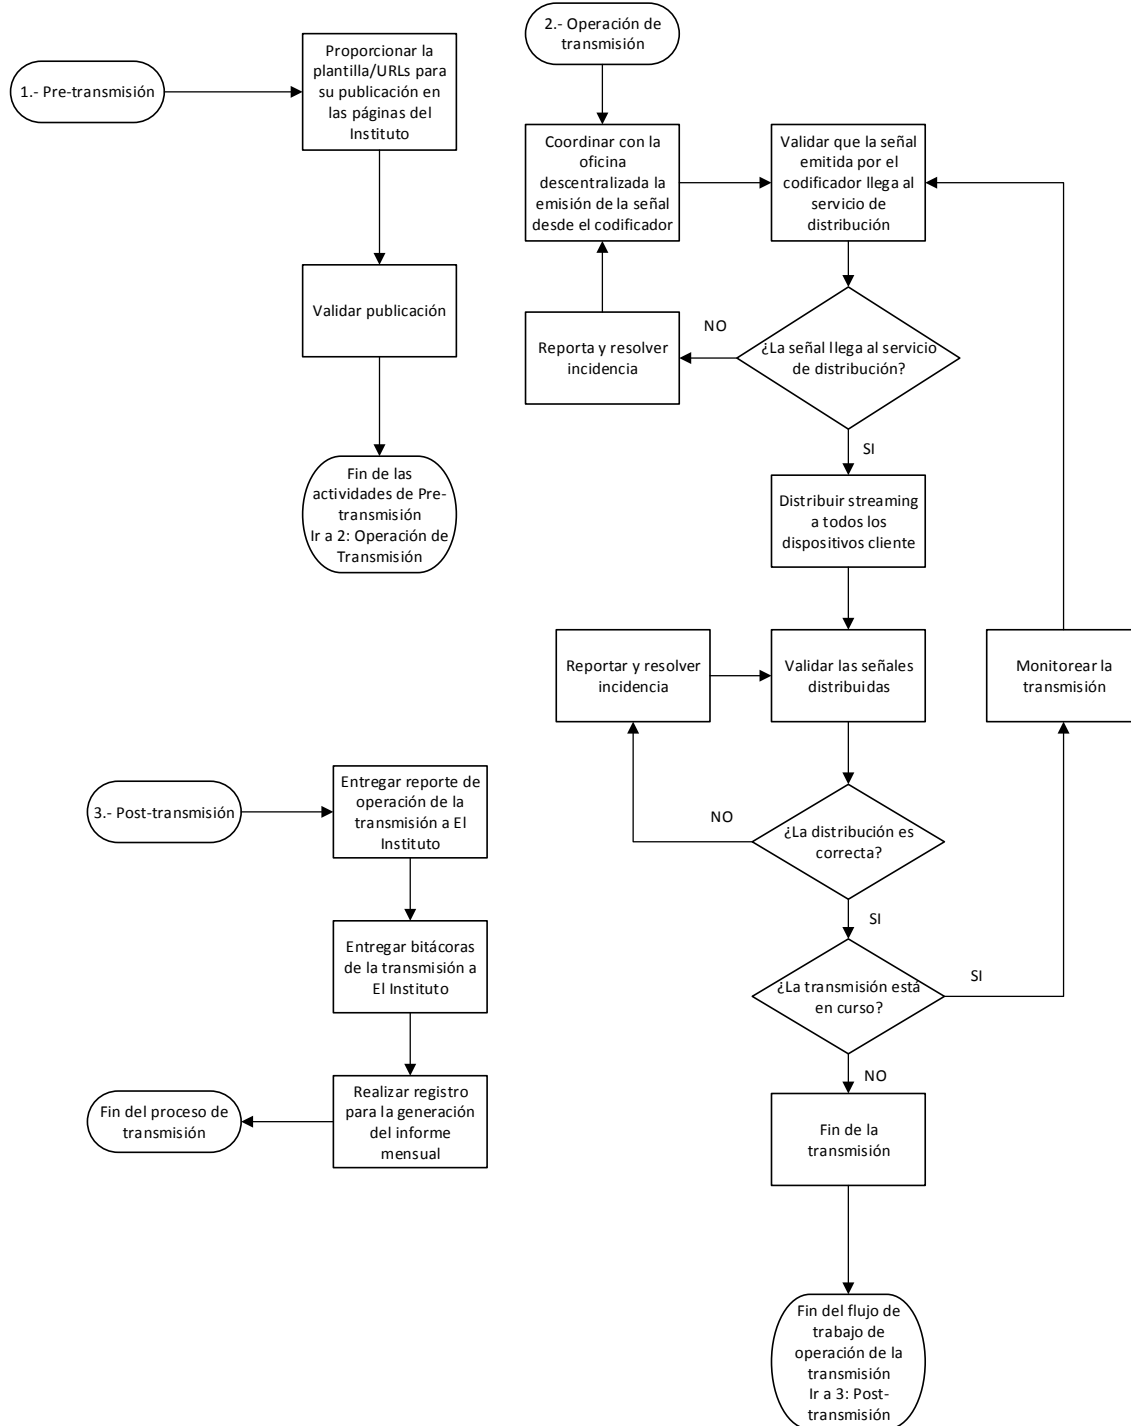 1.- Pre-transmisión
Proporcionar la
plantilla/URLs para
su publicación en
las páginas del
Instituto
Validar publicación
Fin de las
actividades de Pre-
transmisión
Ir a 2: Operación de
Transmisión
2.- Operación de
transmisión
Coordinar con la
oficina
descentralizada la
emisión de la señal
desde el codificador
Validar que la señal
emitida por el
codificador llega al
servicio de
distribución
¿La señal llega al servicio
de distribución?
NO
Reporta y resolver
incidencia
SI
Distribuir streaming
a todos los
dispositivos cliente
Validar las señales
distribuidas
Reportar y resolver
incidencia
Monitorear la
transmisión
¿La distribución es
correcta?
NO
SI
¿La transmisión está
en curso?
SI
NO
Fin de la
transmisión
Fin del flujo de
trabajo de
operación de la
transmisión
Ir a 3: Post-
transmisión
3.- Post-transmisión
Entregar reporte de
operación de la
transmisión a El
Instituto
Entregar bitácoras
de la transmisión a
El Instituto
Realizar registro
para la generación
del informe
mensual
Fin del proceso de
transmisión